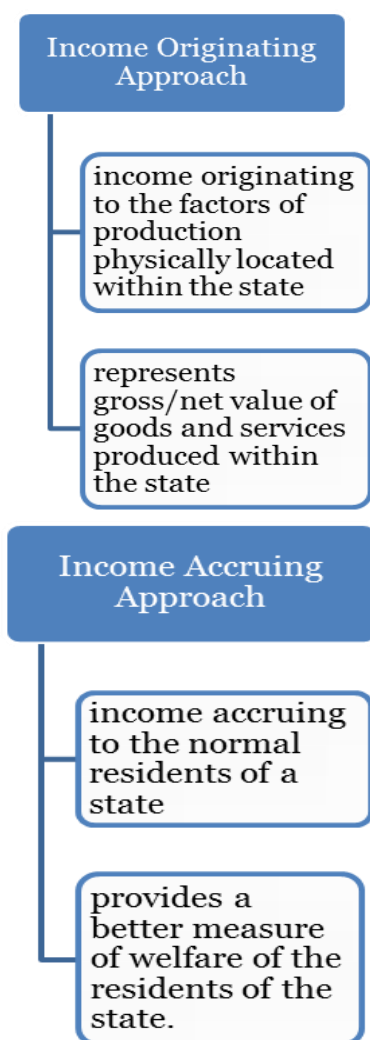 Income Originating
Approach
income originating
to the factors of
production
physically located
within the state
represents
gross/net value of
goods and services
produced within
the state
Income Accruing
Approach
income accruing
to the normal
residents of a
state
provides a
better measure
of welfare of the
residents of the
state.